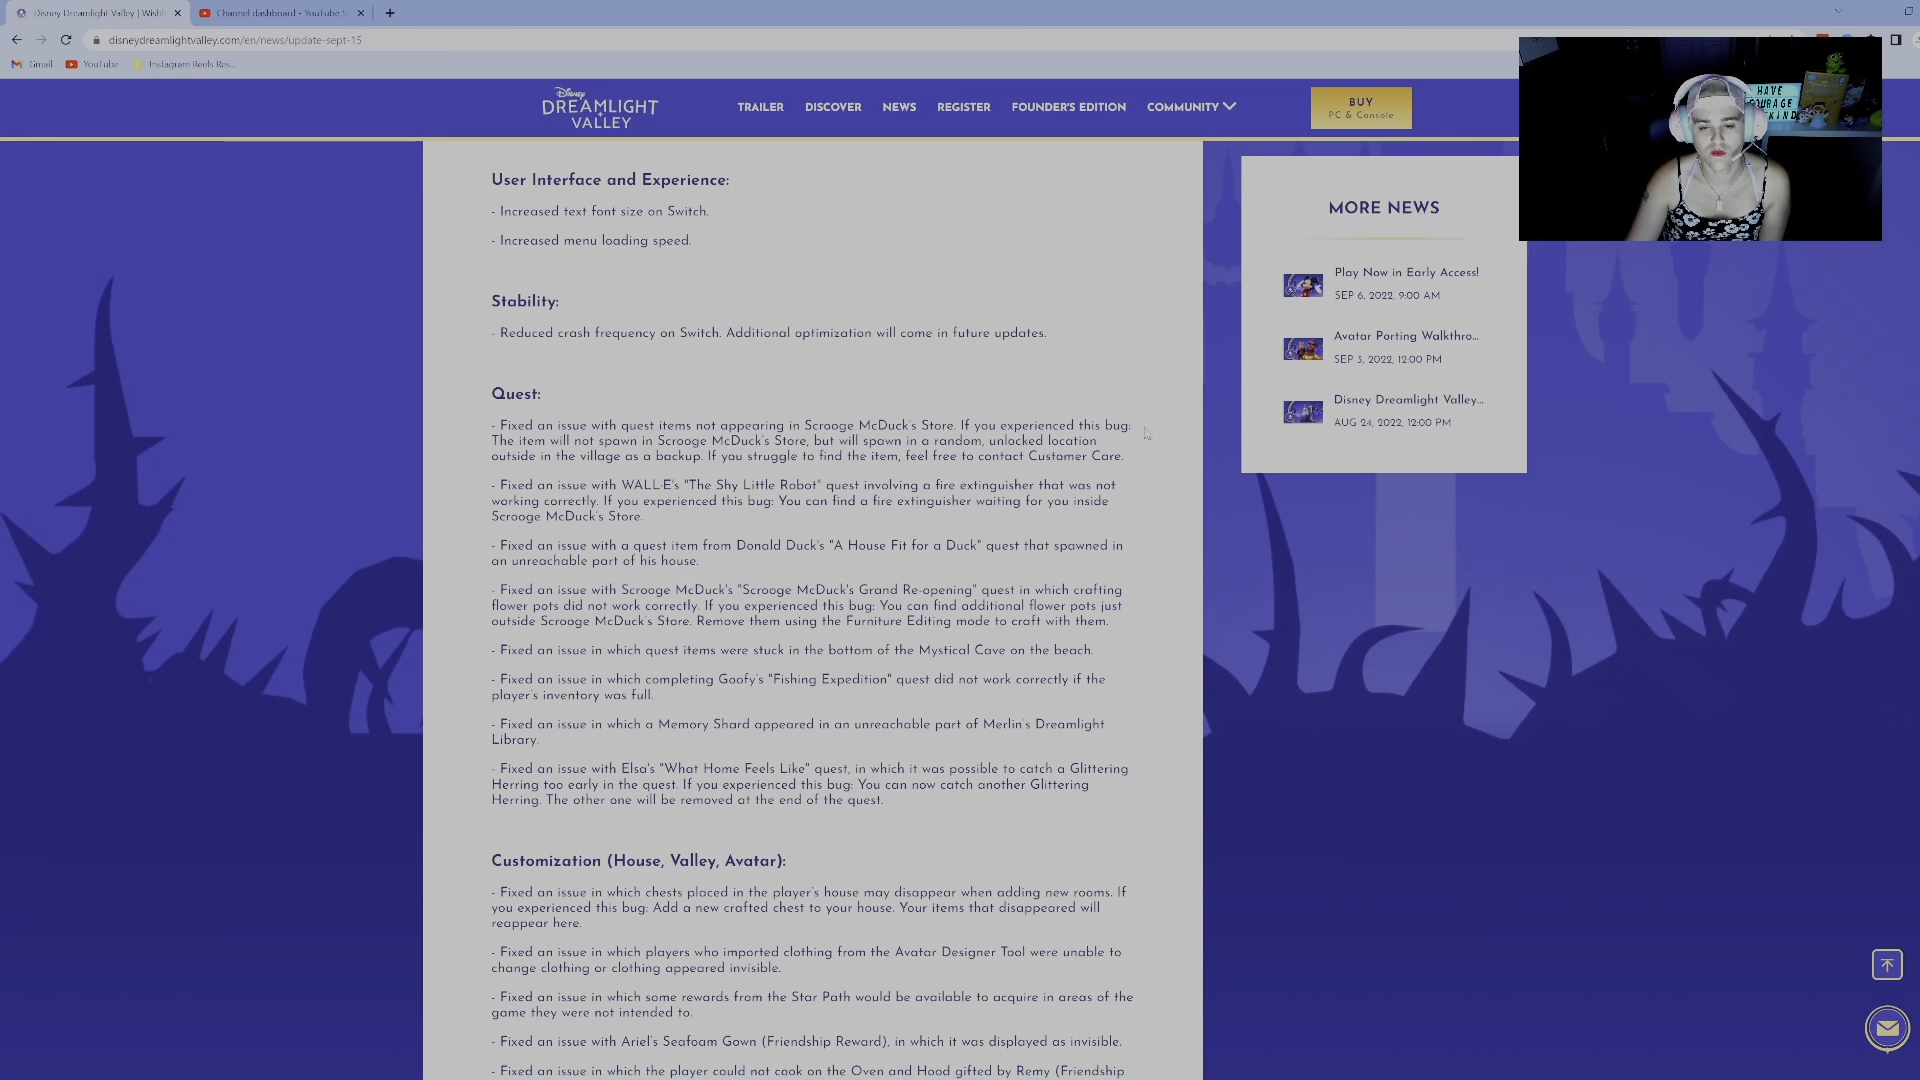 Disney Dreamlight Valley | Wishb
Channel dashboard - YouTube S
disneydreamlightvalley.com/en/news/update-sept-15
Gmail
YouTube
Instagram Reels Res...
Disney
DREAMLIGHT
VALLEY
TRAILER
DISCOVER
NEWS
REGISTER
FOUNDER'S EDITION
COMMUNITY
BUY
PC & Console
HAVE
OURAGE
KIND
User Interface and Experience:
- Increased text font size on Switch.
- Increased menu loading speed.
Stability:
- Reduced crash frequency on Switch. Additional optimization will come in future updates.
Quest:
- Fixed an issue with quest items not appearing in Scrooge McDuck's Store. If you experienced this bug:
The item will not spawn in Scrooge McDuck's Store, but will spawn in a random, unlocked location
outside in the village as a backup. If you struggle to find the item, feel free to contact Customer Care.
- Fixed an issue with WALL·E's "The Shy Little Robot" quest involving a fire extinguisher that was not
working correctly. If you experienced this bug: You can find a fire extinguisher waiting for you inside
Scrooge McDuck's Store.
- Fixed an issue with a quest item from Donald Duck's "A House Fit for a Duck" quest that spawned in
an unreachable part of his house.
- Fixed an issue with Scrooge McDuck's "Scrooge McDuck's Grand Re-opening" quest in which crafting
flower pots did not work correctly. If you experienced this bug: You can find additional flower pots just
outside Scrooge McDuck's Store. Remove them using the Furniture Editing mode to craft with them.
- Fixed an issue in which quest items were stuck in the bottom of the Mystical Cave on the beach.
- Fixed an issue in which completing Goofy's "Fishing Expedition" quest did not work correctly if the
player's inventory was full.
- Fixed an issue in which a Memory Shard appeared in an unreachable part of Merlin's Dreamlight
Library.
- Fixed an issue with Elsa's "What Home Feels Like" quest, in which it was possible to catch a Glittering
Herring too early in the quest. If you experienced this bug: You can now catch another Glittering
Herring. The other one will be removed at the end of the quest.
Customization (House, Valley, Avatar):
- Fixed an issue in which chests placed in the player's house may disappear when adding new rooms. If
you experienced this bug: Add a new crafted chest to your house. Your items that disappeared will
reappear here.
- Fixed an issue in which players who imported clothing from the Avatar Designer Tool were unable to
change clothing or clothing appeared invisible.
- Fixed an issue in which some rewards from the Star Path would be available to acquire in areas of the
game they were not intended to.
- Fixed an issue with Ariel's Seafoam Gown (Friendship Reward), in which it was displayed as invisible.
- Fixed an issue in which the player could not cook on the Oven and Hood gifted by Remy (Friendship
MORE NEWS
Play Now in Early Access!
SEP 6, 2022, 9:00 AM
Avatar Porting Walkthro...
SEP 3, 2022, 12:00 PM
Disney Dreamlight Valley...
AUG 24, 2022, 12:00 PM